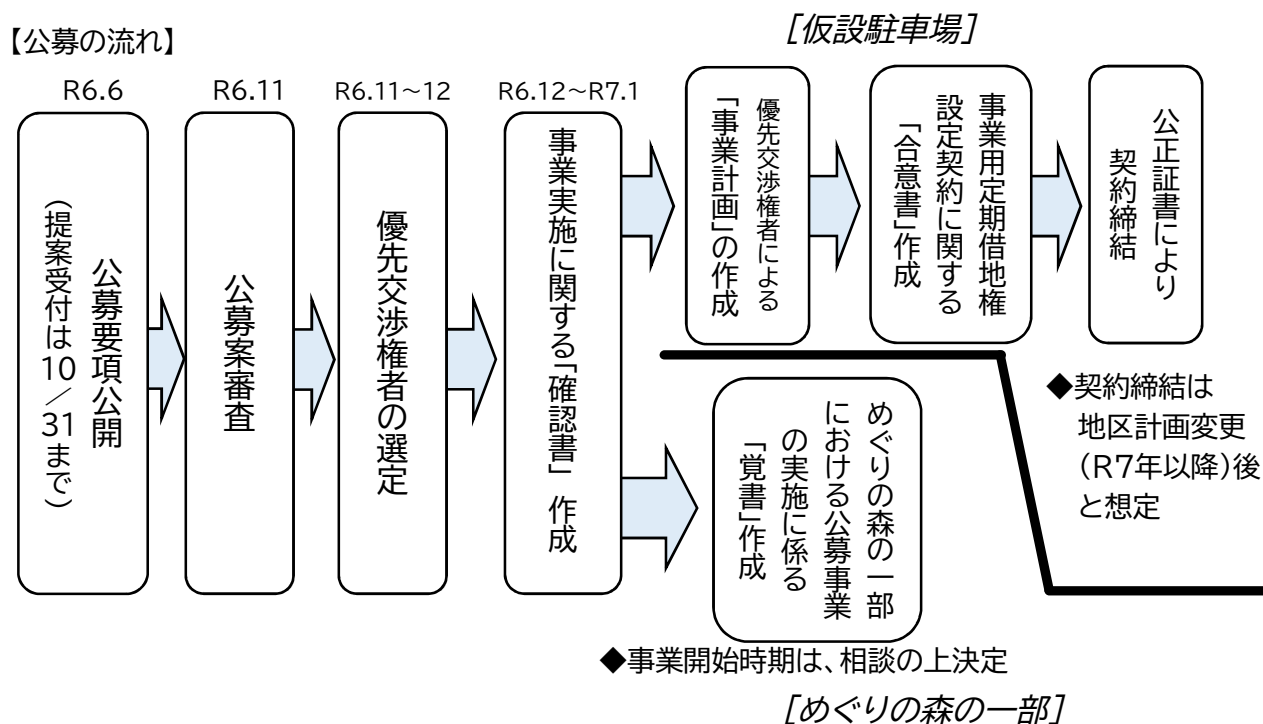 【公募の流れ】
[仮設駐車場]
R6.6
R6.11
R6.11~12
R6.12~R7.1
公募要項公開
(提案受付は10/31まで)
公募案審査
優先交渉権者の選定
事業実施に関する「確認書」作成
優先交渉権者による
「事業計画」の作成
事業用定期借地権
設定契約に関する
「合意書」作成
公正証書により
契約締結
◆契約締結は
地区計画変更
(R7年以降)後
と想定
めぐりの森の一部
における公募事業
の実施に係る
「覚書」作成
◆事業開始時期は、相談の上決定
[めぐりの森の一部]